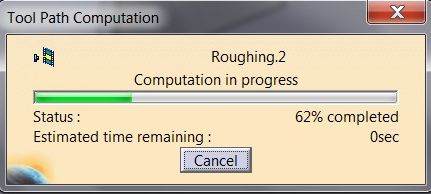 Tool Path Computation
Roughing.2
Computation in progress
Status : 62% completed
Estimated time remaining : 0sec
Cancel